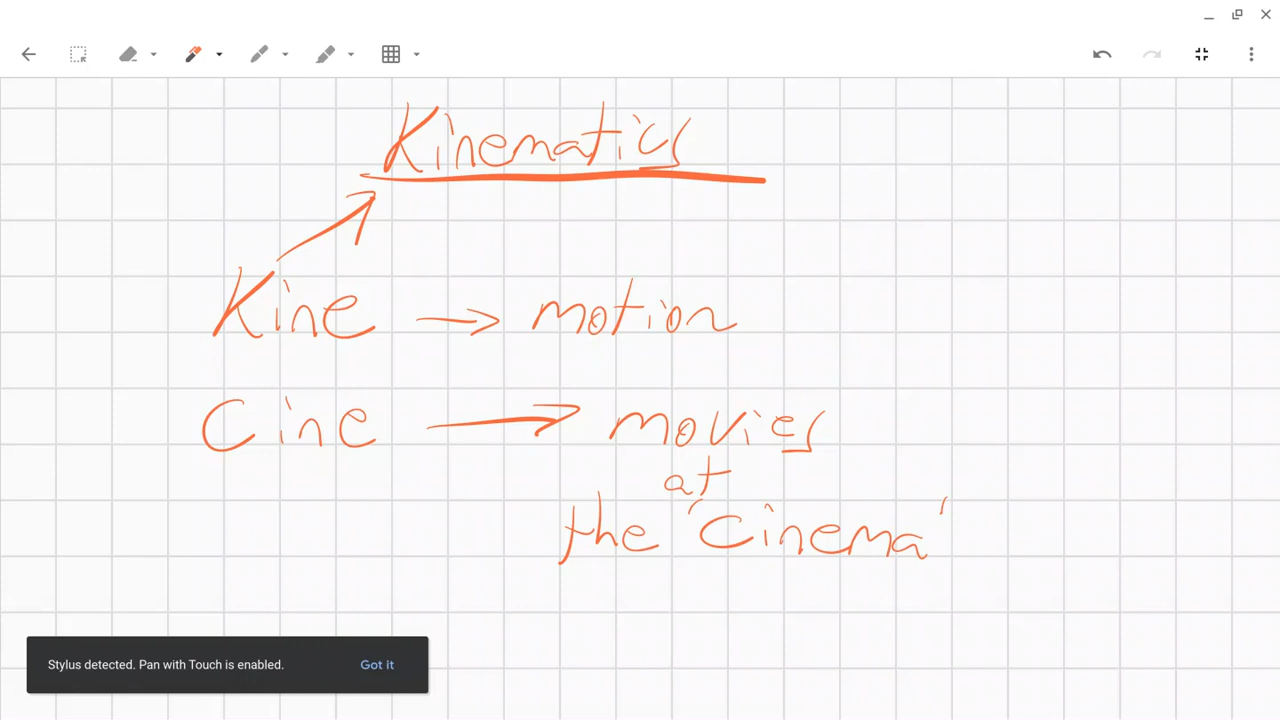 Kinematics
Kine → motion
Cine → movies
at
the 'Cinema'
Stylus detected. Pan with Touch is enabled. Got it